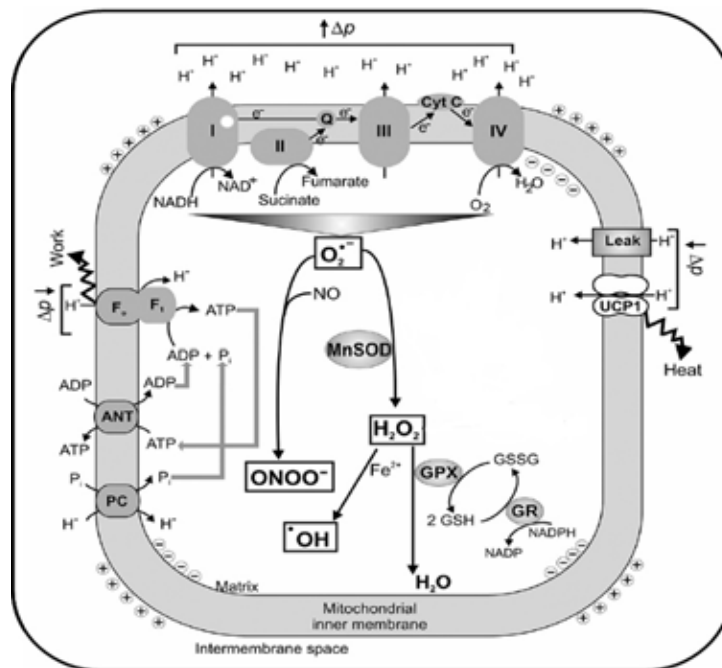 ↑ Δp
H⁺ H⁺ H⁺ H⁺ H⁺ H⁺ H⁺ H⁺ H⁺ H⁺ H⁺ H⁺
I
e⁻
Q
e⁻
III
Cyt C
e⁻
e⁻
IV
II
e⁻
NADH
NAD⁺
Sucinate
Fumarate
O₂
H₂O
O₂•⁻
NO
MnSOD
H₂O₂
ONOO⁻
Fe²⁺
•OH
GPX
GSSG
2 GSH
GR
NADPH
NADP
H₂O
Work
Δp ↓
H⁺
F₀
F₁
H⁺
ATP
ADP + Pᵢ
ADP
ADP
ANT
ATP
ATP
Pᵢ
Pᵢ
PC
H⁺
H⁺
H⁺
Leak
H⁺
↓ Δp
H⁺
H⁺
UCP1
Heat
Matrix
Mitochondrial
inner membrane
Intermembrane space